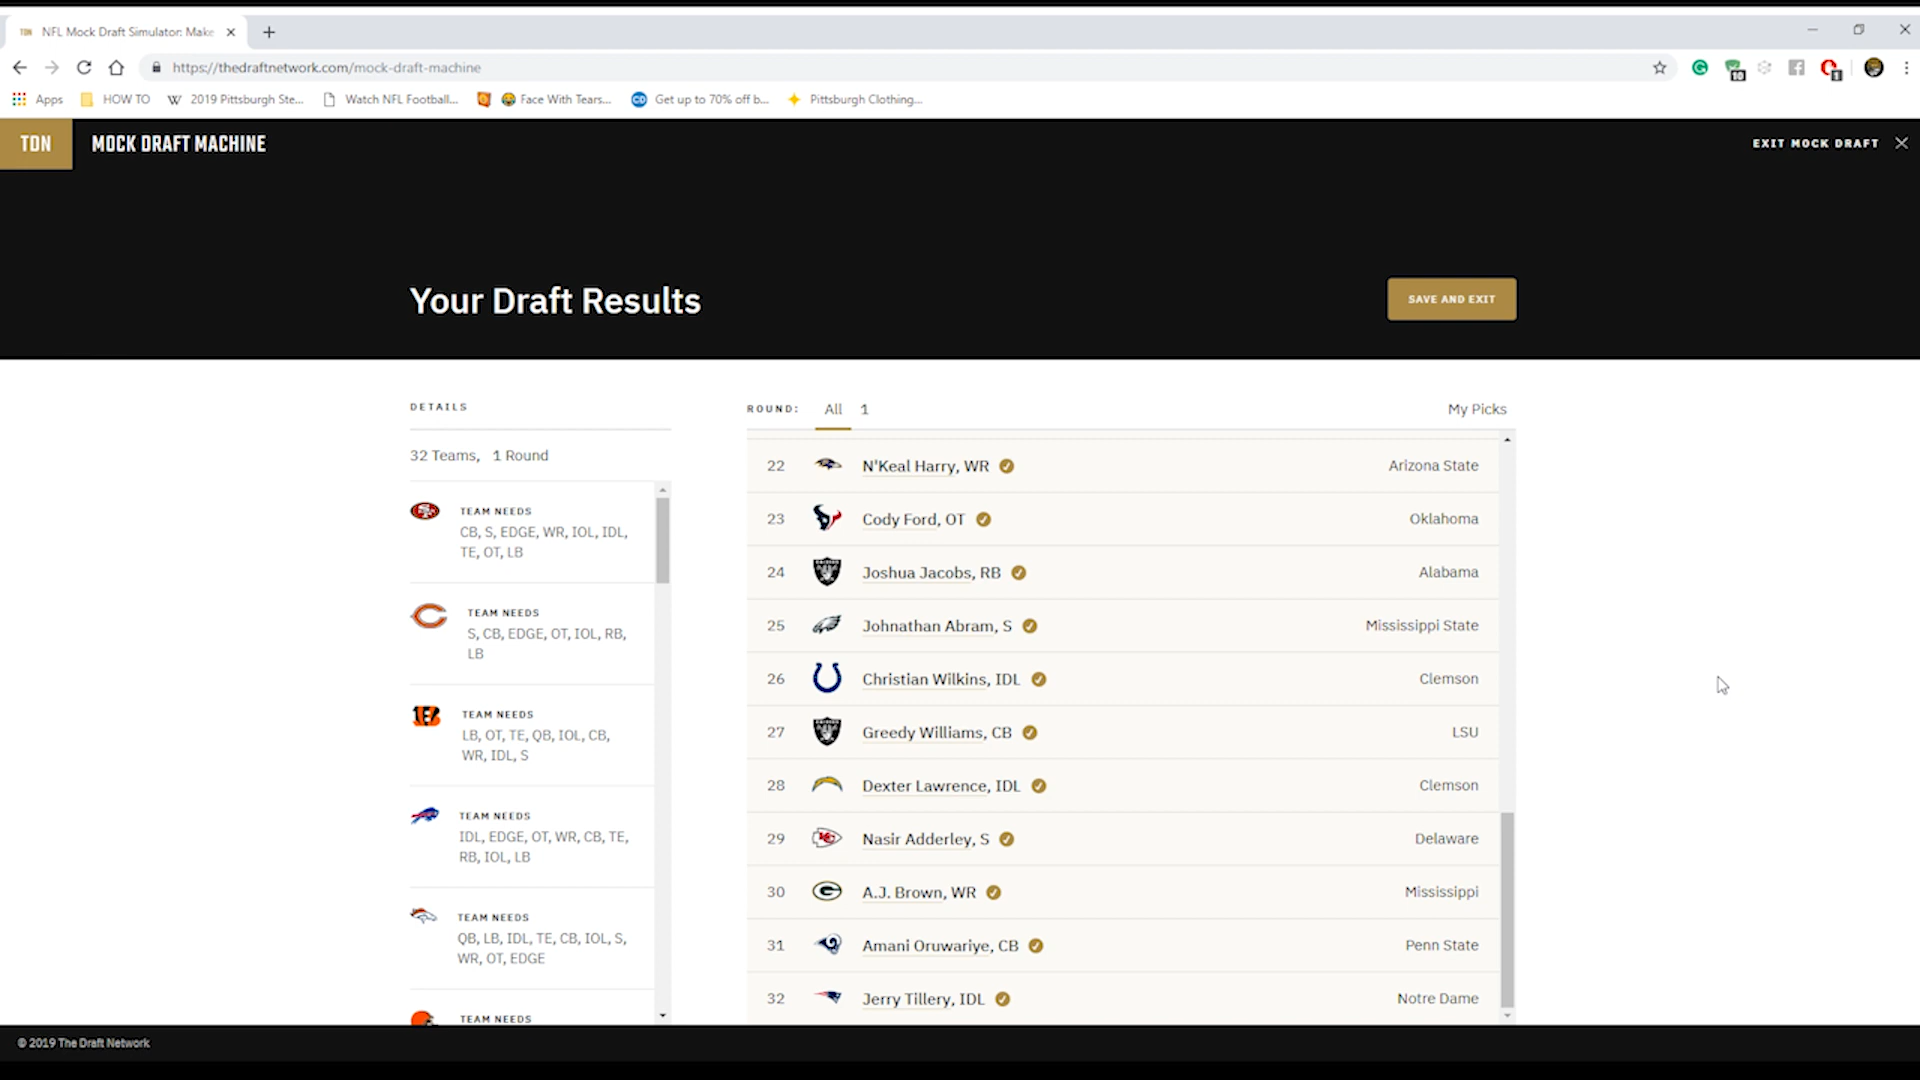 TDN NFL Mock Draft Simulator: Make
https://thedraftnetwork.com/mock-draft-machine
10
1
Apps HOW TO W 2019 Pittsburgh Ste... Watch NFL Football... Face With Tears... CD Get up to 70% off b... Pittsburgh Clothing...
TDN MOCK DRAFT MACHINE EXIT MOCK DRAFT
Your Draft Results SAVE AND EXIT
DETAILS
32 Teams, 1 Round
TEAM NEEDS
CB, S, EDGE, WR, IOL, IDL,
TE, OT, LB
TEAM NEEDS
S, CB, EDGE, OT, IOL, RB,
LB
TEAM NEEDS
LB, OT, TE, QB, IOL, CB,
WR, IDL, S
TEAM NEEDS
IDL, EDGE, OT, WR, CB, TE,
RB, IOL, LB
TEAM NEEDS
QB, LB, IDL, TE, CB, IOL, S,
WR, OT, EDGE
TEAM NEEDS
ROUND: All 1 My Picks
22 N'Keal Harry, WR Arizona State
23 Cody Ford, OT Oklahoma
24 Joshua Jacobs, RB Alabama
25 Johnathan Abram, S Mississippi State
26 Christian Wilkins, IDL Clemson
27 Greedy Williams, CB LSU
28 Dexter Lawrence, IDL Clemson
29 Nasir Adderley, S Delaware
30 A.J. Brown, WR Mississippi
31 Amani Oruwariye, CB Penn State
32 Jerry Tillery, IDL Notre Dame
© 2019 The Draft Network